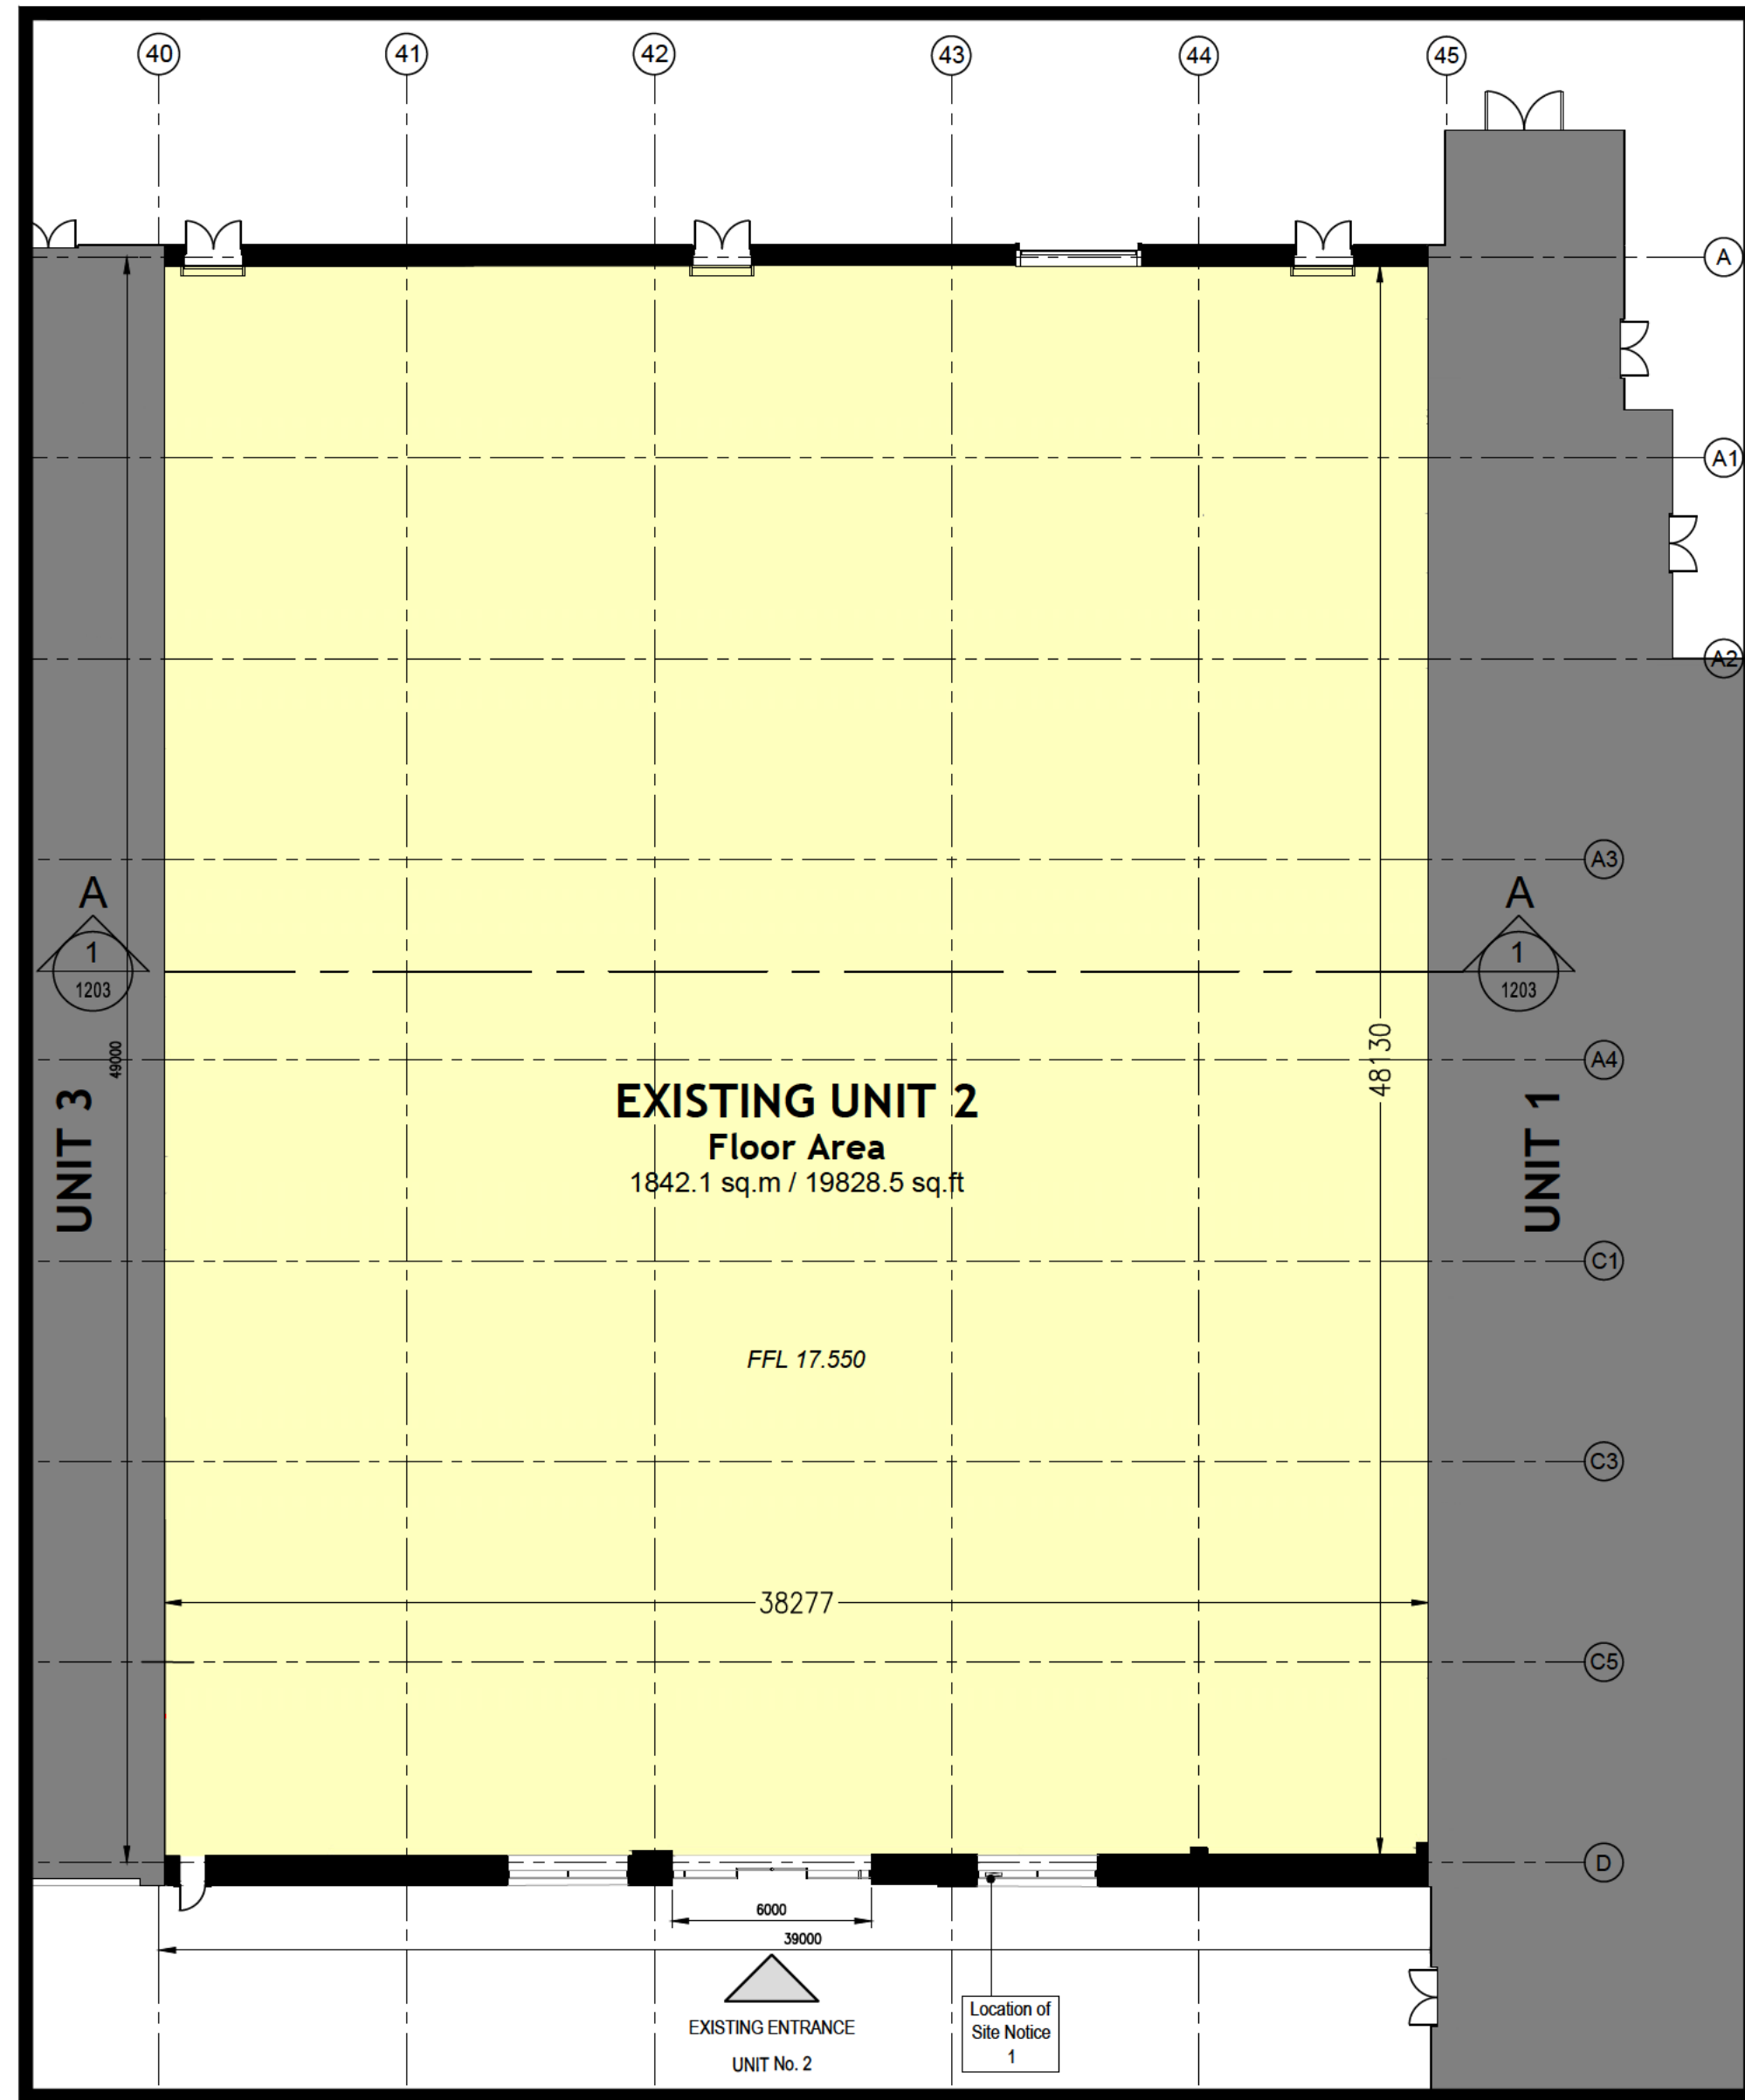 40
41
42
43
44
45
A
A1
A2
A3
A
1
1203
A
1
1203
A4
49000
48130
UNIT 3
UNIT 1
EXISTING UNIT 2
Floor Area
1842.1 sq.m / 19828.5 sq.ft
C1
FFL 17.550
C3
38277
C5
D
6000
39000
EXISTING ENTRANCE
UNIT No. 2
Location of
Site Notice
1